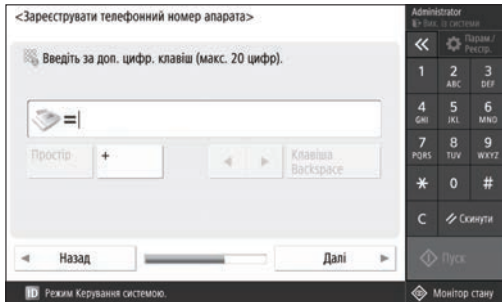 <Зареєструвати телефонний номер апарата>
Введіть за доп. цифр. клавіш (макс. 20 цифр).
=
Простір
+
Клавіша
Backspace
Назад
Далі
ID Режим Керування системою.
Administrator
Вих. із системи
Парам./
Реєстр.
1
2
ABC
3
DEF
4
GHI
5
JKL
6
MNO
7
PQRS
8
TUV
9
WXYZ
*
0
#
C
Скинути
Пуск
Монітор стану